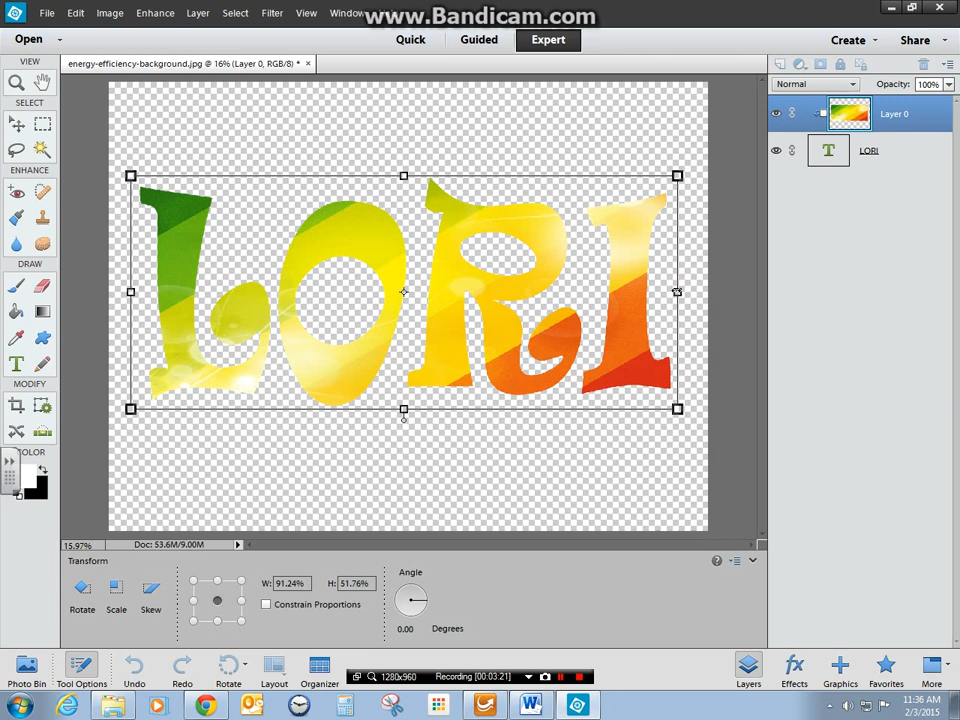 www.Bandicam.com
File Edit Image Enhance Layer Select Filter View Window
Open Quick Guided Expert Create Share
VIEW
energy-efficiency-background.jpg @ 16% (Layer 0, RGB/8) *
Normal Opacity: 100%
SELECT
Layer 0
T LORI
ENHANCE
LORI
DRAW
T
MODIFY
COLOR
15.97% Doc: 53.6M/9.00M
Transform
W: 91.24% H: 51.76% Angle
Rotate Scale Skew Constrain Proportions
0.00 Degrees
Photo Bin Tool Options Undo Redo Rotate Layout Organizer 1280x960 Recording [00:03:21] Layers Effects Graphics Favorites More
11:36 AM
2/3/2015